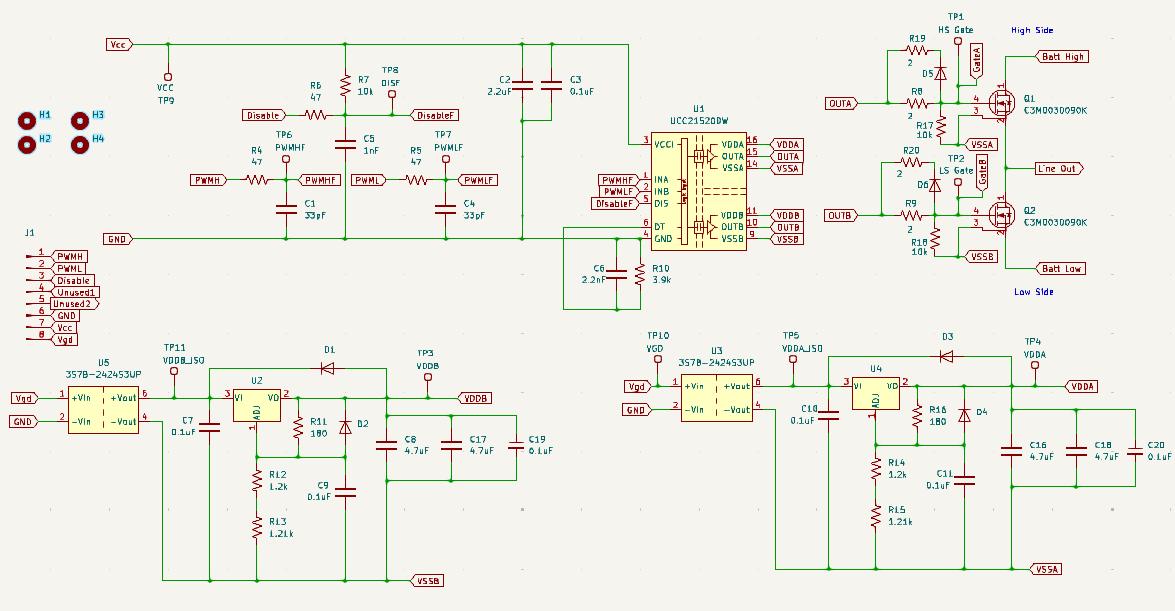 Vcc
VCC
TP9
H1
H3
H2
H4
R6
47
R7
10k
TP8
DISF
Disable
DisableF
TP6
PWMHF
TP7
PWMLF
C5
1nF
R4
47
R5
47
PWMH
PWMHF
PWML
PWMLF
C1
33pF
C4
33pF
GND
C2
2.2uF
C3
0.1uF
U1
UCC21520DW
3
VCCI
VDDA
16
VDDA
OUTA
15
OUTA
VSSA
14
VSSA
PWMHF
1
INA
PWMLF
2
INB
DisableF
5
DIS
VDDB
11
VDDB
6
DT
OUTB
10
OUTB
4
GND
VSSB
9
VSSB
C6
2.2nF
R10
3.9k
TP1
HS Gate
High Side
R19
2
D5
GateA
Batt High
OUTA
R8
2
4
1
3
2
Q1
C3M0030090K
R17
10k
VSSA
R20
2
D6
TP2
LS Gate
GateB
Line Out
OUTB
R9
2
4
1
3
2
Q2
C3M0030090K
R18
10k
VSSB
Batt Low
Low Side
J1
1
PWMH
2
PWML
3
Disable
4
Unused1
5
Unused2
6
GND
7
Vcc
8
Vgd
U5
3S7B-2424S3UP
TP11
VDDB_ISO
D1
TP3
VDDB
Vgd
1
+Vin
+Vout
6
GND
2
-Vin
-Vout
4
U2
3
VI
VO
2
ADJ
1
VDDB
C7
0.1uF
R11
180
D2
C8
4.7uF
C17
4.7uF
C19
0.1uF
R12
1.2k
C9
0.1uF
R13
1.21k
VSSB
TP10
VGD
U3
3S7B-2424S3UP
TP5
VDDA_ISO
D3
TP4
VDDA
Vgd
1
+Vin
+Vout
6
GND
2
-Vin
-Vout
4
U4
3
VI
VO
2
ADJ
1
VDDA
C10
0.1uF
R16
180
D4
C16
4.7uF
C18
4.7uF
C20
0.1uF
R14
1.2k
C11
0.1uF
R15
1.21k
VSSA